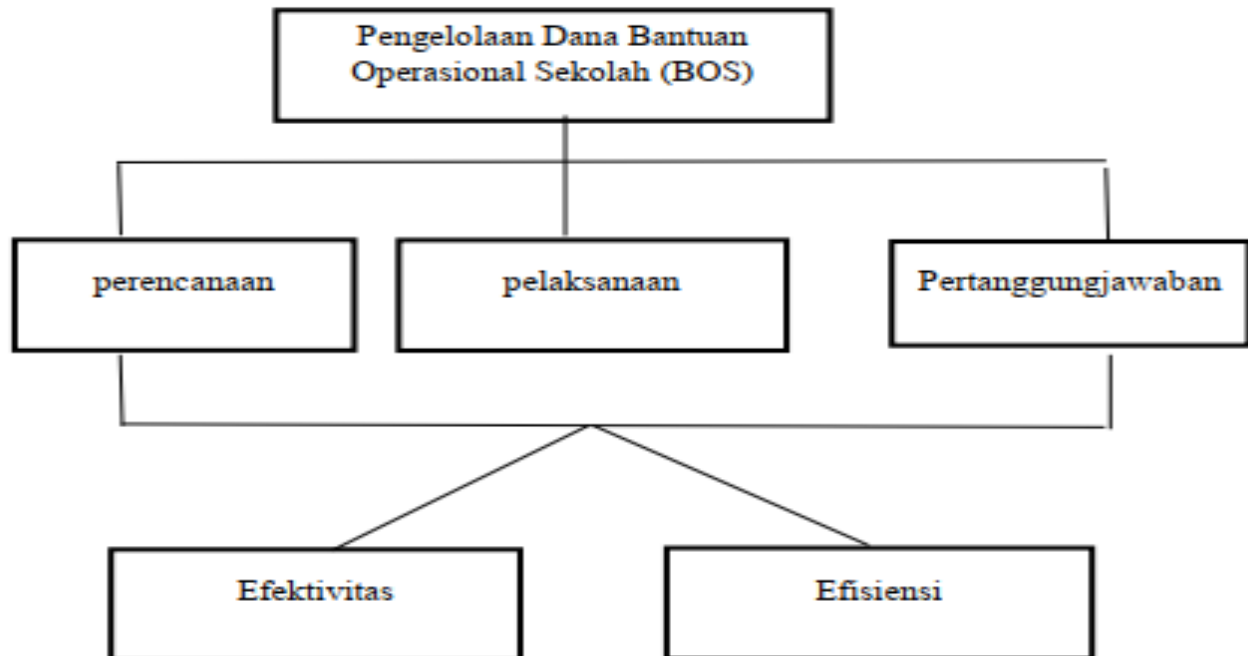 Pengelolaan Dana Bantuan
Operasional Sekolah (BOS)
perencanaan
pelaksanaan
Pertanggungjawaban
Efektivitas
Efisiensi